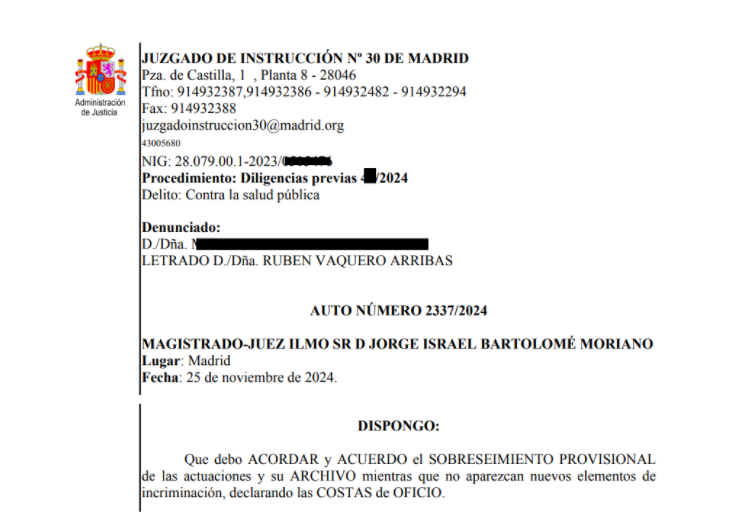 Administración
de Justicia
JUZGADO DE INSTRUCCIÓN Nº 30 DE MADRID
Pza. de Castilla, 1 , Planta 8 - 28046
Tfno: 914932387,914932386 - 914932482 - 914932294
Fax: 914932388
juzgadoinstruccion30@madrid.org
43005680
NIG: 28.079.00.1-2023/
Procedimiento: Diligencias previas /2024
Delito: Contra la salud pública
Denunciado:
D./Dña.
LETRADO D./Dña. RUBEN VAQUERO ARRIBAS
AUTO NÚMERO 2337/2024
MAGISTRADO-JUEZ ILMO SR D JORGE ISRAEL BARTOLOMÉ MORIANO
Lugar: Madrid
Fecha: 25 de noviembre de 2024.
DISPONGO:
Que debo ACORDAR y ACUERDO el SOBRESEIMIENTO PROVISIONAL
de las actuaciones y su ARCHIVO mientras que no aparezcan nuevos elementos de
incriminación, declarando las COSTAS de OFICIO.